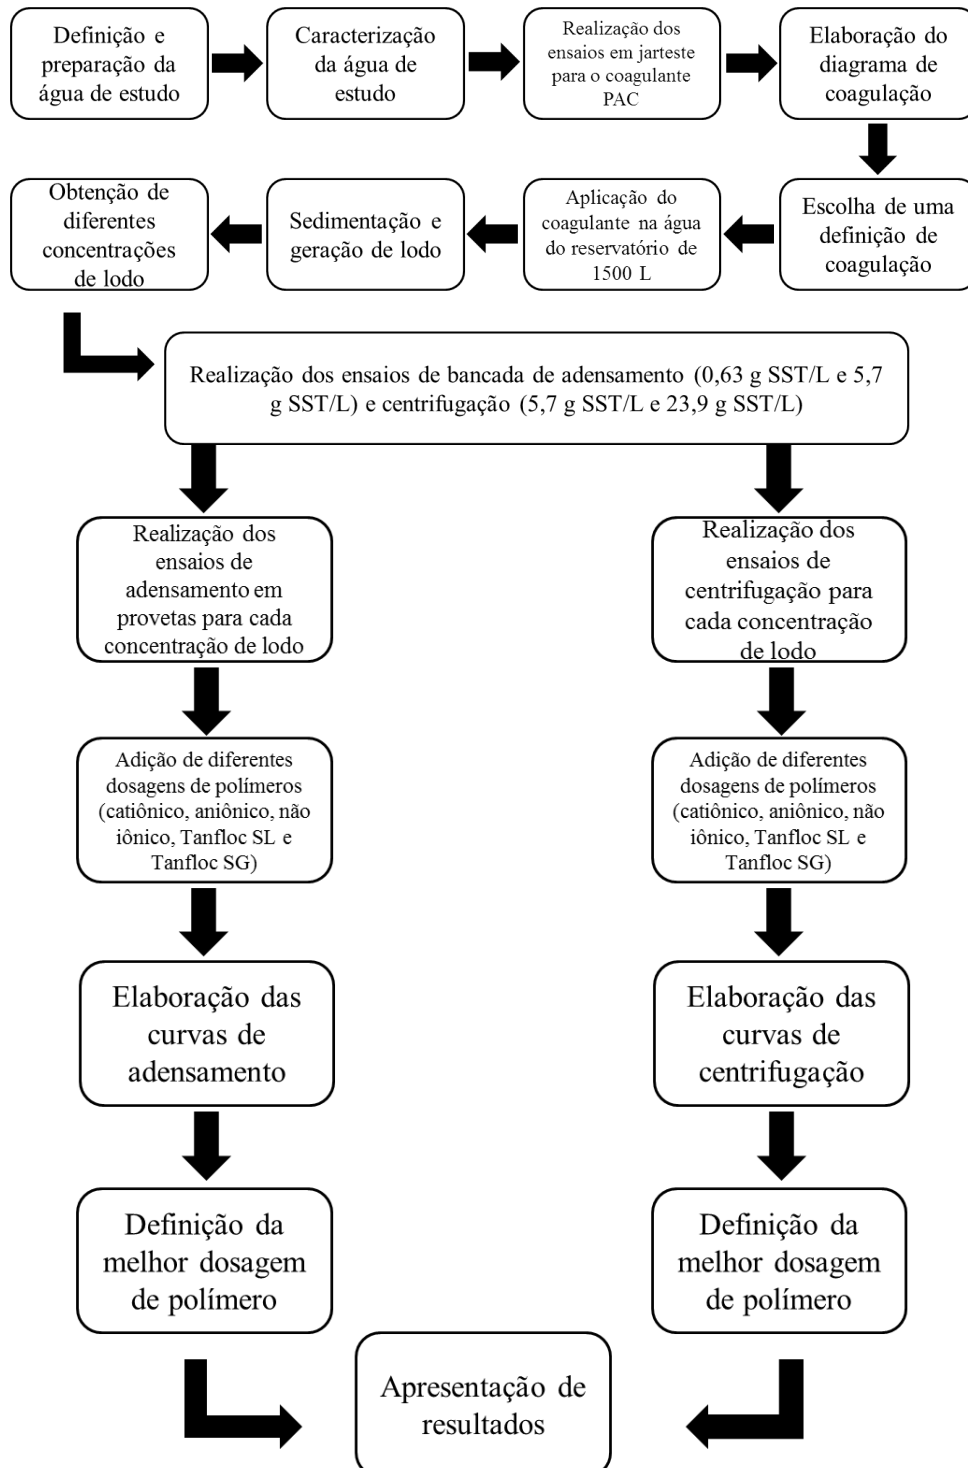 Definição e
preparação da
água de estudo
Caracterização
da água de
estudo
Realização dos
ensaios em jarteste
para o coagulante
PAC
Elaboração do
diagrama de
coagulação
Escolha de uma
definição de
coagulação
Aplicação do
coagulante na água
do reservatório de
1500 L
Sedimentação e
geração de lodo
Obtenção de
diferentes
concentrações
de lodo
Realização dos ensaios de bancada de adensamento (0,63 g SST/L e 5,7
g SST/L) e centrifugação (5,7 g SST/L e 23,9 g SST/L)
Realização dos
ensaios de
adensamento em
provetas para cada
concentração de lodo
Adição de diferentes
dosagens de polímeros
(catiônico, aniônico, não
iônico, Tanfloc SL e
Tanfloc SG)
Elaboração das
curvas de
adensamento
Definição da
melhor dosagem
de polímero
Realização dos
ensaios de
centrifugação para
cada concentração
de lodo
Adição de diferentes
dosagens de polímeros
(catiônico, aniônico, não
iônico, Tanfloc SL e
Tanfloc SG)
Elaboração das
curvas de
centrifugação
Definição da
melhor dosagem
de polímero
Apresentação de
resultados